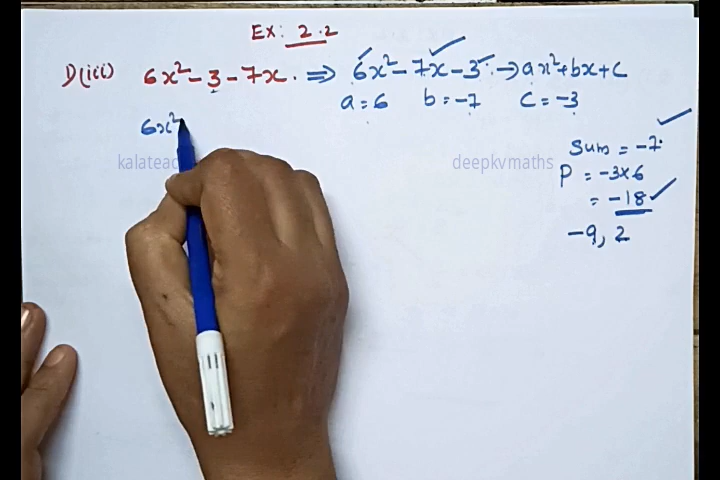 Ex: 2.2
1)(iii) 6x² - 3 - 7x. ⇒ 6x² - 7x - 3 → ax² + bx + c
a = 6 b = -7 c = -3
6x²
Sum = -7
P = -3 × 6
= -18
-9, 2
kalateac deepkvmaths